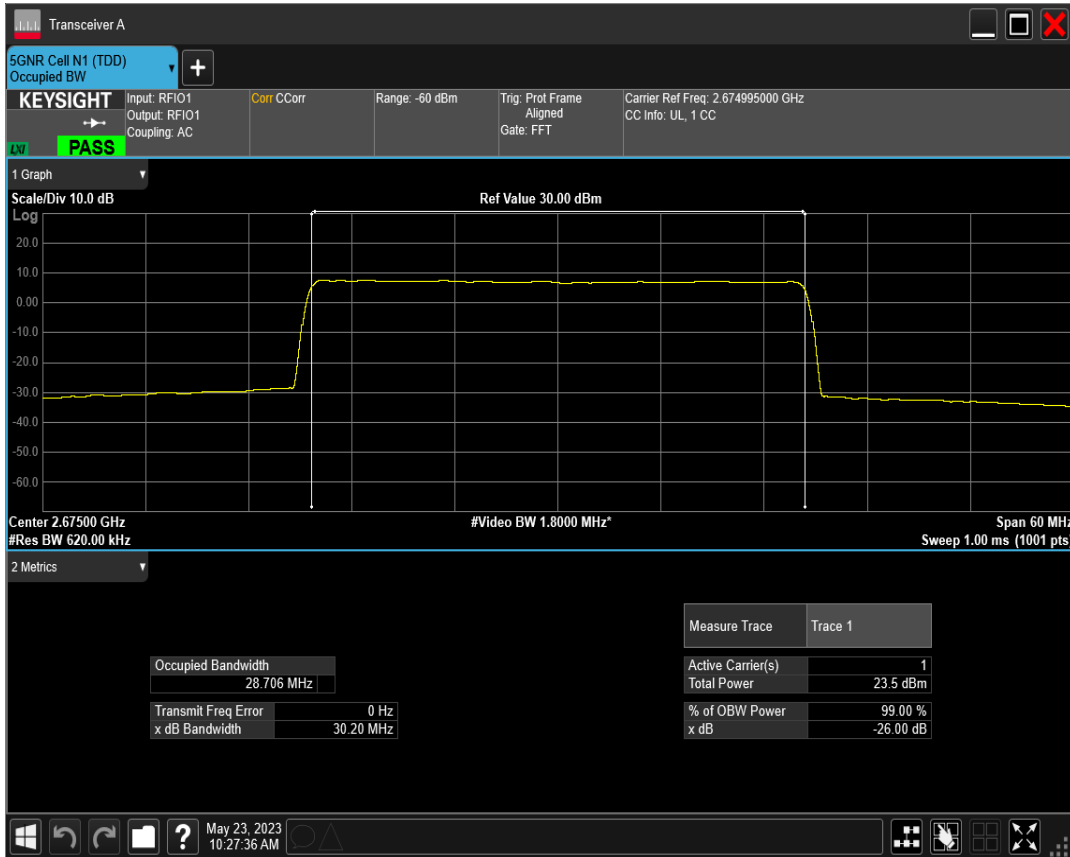 Transceiver A
5GNR Cell N1 (TDD)
Occupied BW
+
KEYSIGHT
LXI
PASS
Input: RFIO1
Output: RFIO1
Coupling: AC
Corr CCorr
Range: -60 dBm
Trig: Prot Frame
Aligned
Gate: FFT
Carrier Ref Freq: 2.674995000 GHz
CC Info: UL, 1 CC
1 Graph
Scale/Div 10.0 dB
Ref Value 30.00 dBm
Log
20.0
10.0
0.00
-10.0
-20.0
-30.0
-40.0
-50.0
-60.0
Center 2.67500 GHz
#Video BW 1.8000 MHz*
Span 60 MHz
#Res BW 620.00 kHz
Sweep 1.00 ms (1001 pts)
2 Metrics
Measure Trace Trace 1
Occupied Bandwidth
28.706 MHz
Active Carrier(s) 1
Total Power 23.5 dBm
Transmit Freq Error 0 Hz
x dB Bandwidth 30.20 MHz
% of OBW Power 99.00 %
x dB -26.00 dB
?
May 23, 2023
10:27:36 AM